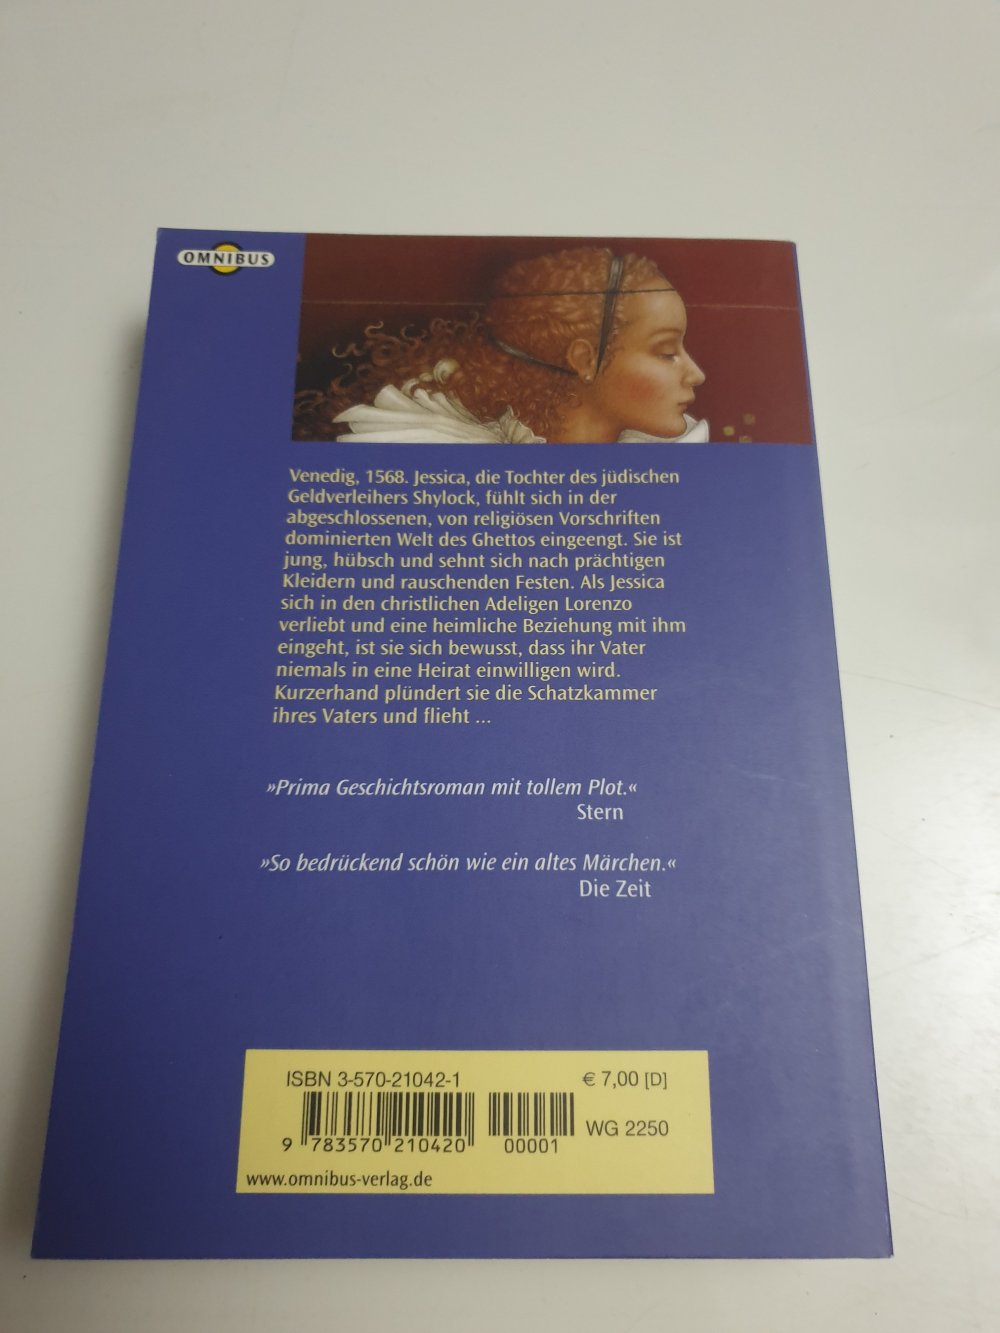 OMNIBUS
Venedig, 1568. Jessica, die Tochter des jüdischen
Geldverleihers Shylock, fühlt sich in der
abgeschlossenen, von religiösen Vorschriften
dominierten Welt des Ghettos eingeengt. Sie ist
jung, hübsch und sehnt sich nach prächtigen
Kleidern und rauschenden Festen. Als Jessica
sich in den christlichen Adeligen Lorenzo
verliebt und eine heimliche Beziehung mit ihm
eingeht, ist sie sich bewusst, dass ihr Vater
niemals in eine Heirat einwilligen wird.
Kurzerhand plündert sie die Schatzkammer
ihres Vaters und flieht ...
»Prima Geschichtsroman mit tollem Plot.«
Stern
»So bedrückend schön wie ein altes Märchen.«
Die Zeit
ISBN 3-570-21042-1
€ 7,00 [D]
9 783570 210420
00001
WG 2250
www.omnibus-verlag.de